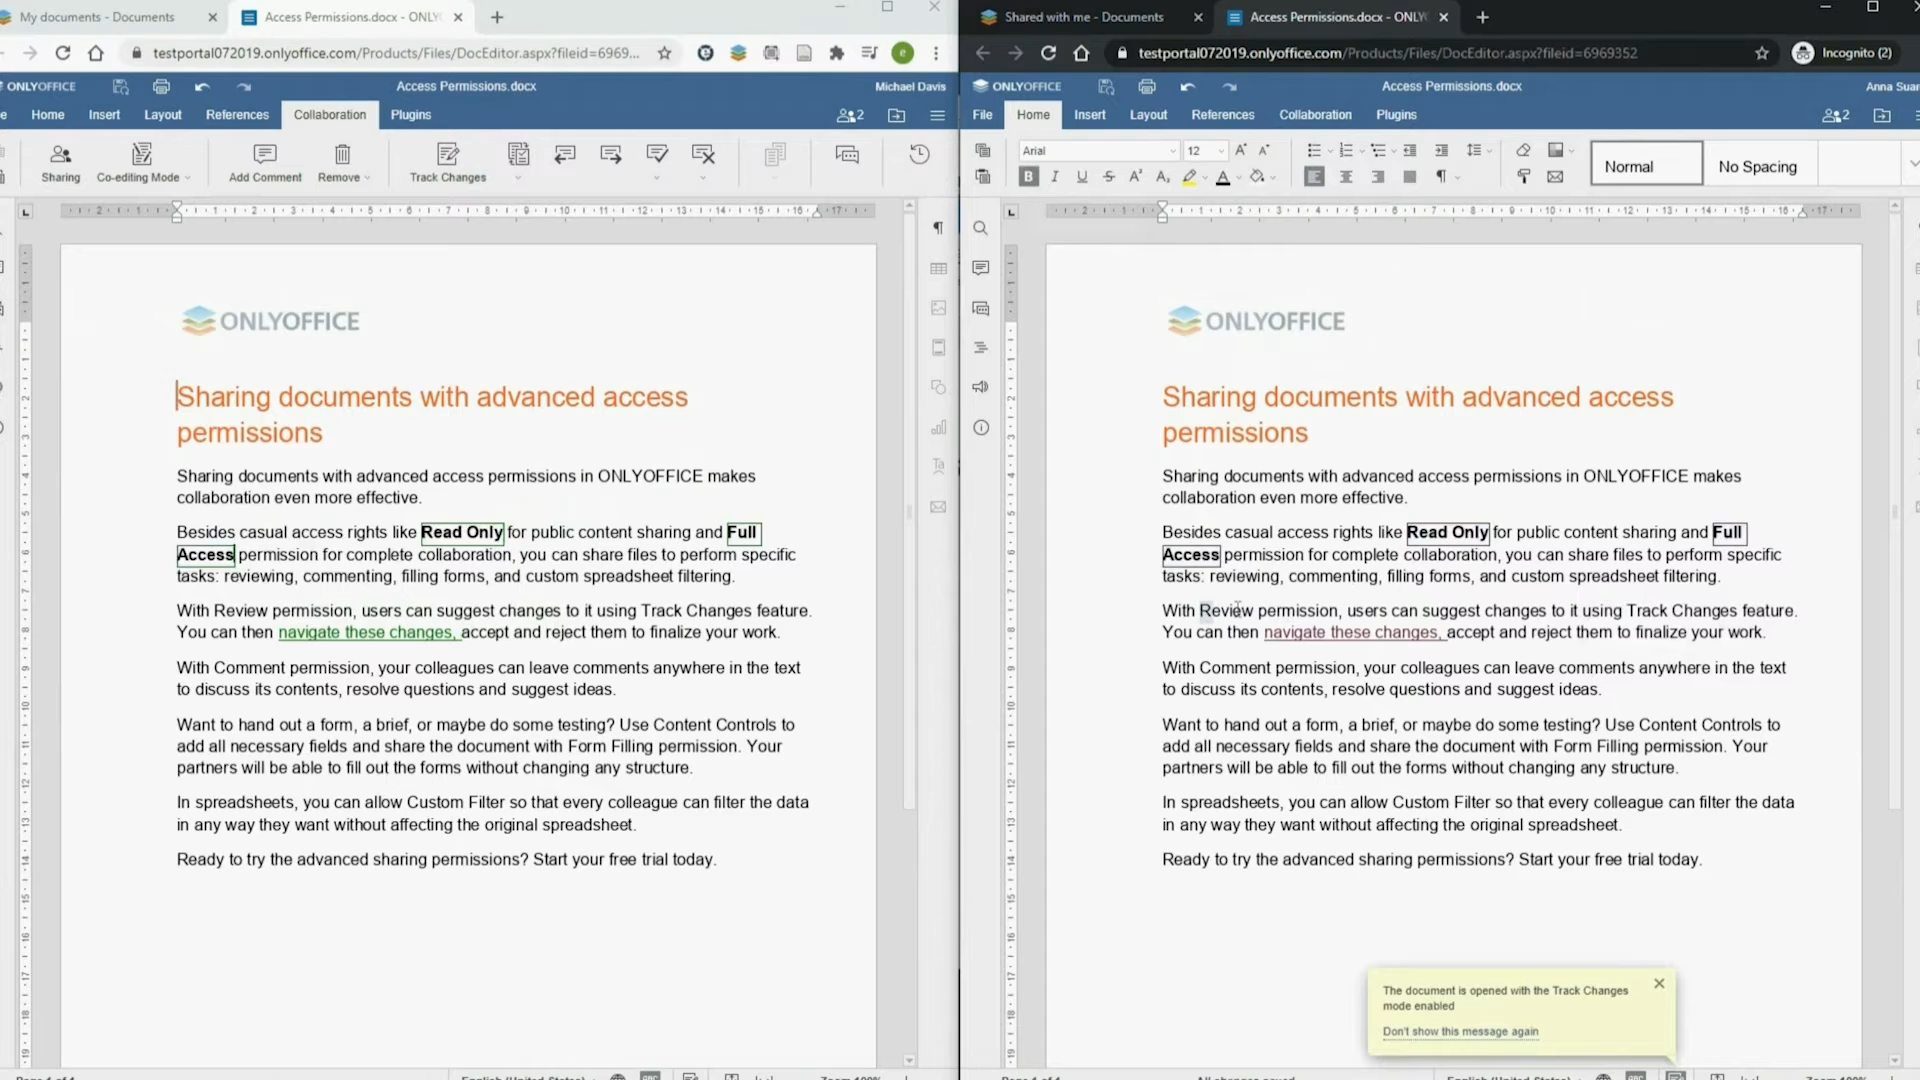 My documents - Documents
Access Permissions.docx - ONLY
testportal072019.onlyoffice.com/Products/Files/DocEditor.aspx?fileid=6969...
e
ONLYOFFICE
Access Permissions.docx
Michael Davis
Home Insert Layout References Collaboration Plugins
2
Sharing
Co-editing Mode
Add Comment
Remove
Track Changes
ONLYOFFICE
Sharing documents with advanced access
permissions
Sharing documents with advanced access permissions in ONLYOFFICE makes
collaboration even more effective.
Besides casual access rights like Read Only for public content sharing and Full
Access permission for complete collaboration, you can share files to perform specific
tasks: reviewing, commenting, filling forms, and custom spreadsheet filtering.
With Review permission, users can suggest changes to it using Track Changes feature.
You can then navigate these changes, accept and reject them to finalize your work.
With Comment permission, your colleagues can leave comments anywhere in the text
to discuss its contents, resolve questions and suggest ideas.
Want to hand out a form, a brief, or maybe do some testing? Use Content Controls to
add all necessary fields and share the document with Form Filling permission. Your
partners will be able to fill out the forms without changing any structure.
In spreadsheets, you can allow Custom Filter so that every colleague can filter the data
in any way they want without affecting the original spreadsheet.
Ready to try the advanced sharing permissions? Start your free trial today.
Shared with me - Documents
Access Permissions.docx - ONLY
testportal072019.onlyoffice.com/Products/Files/DocEditor.aspx?fileid=6969352
Incognito (2)
ONLYOFFICE
Access Permissions.docx
Anna
File Home Insert Layout References Collaboration Plugins
2
Arial
12
Normal
No Spacing
ONLYOFFICE
Sharing documents with advanced access
permissions
Sharing documents with advanced access permissions in ONLYOFFICE makes
collaboration even more effective.
Besides casual access rights like Read Only for public content sharing and Full
Access permission for complete collaboration, you can share files to perform specific
tasks: reviewing, commenting, filling forms, and custom spreadsheet filtering.
With Review permission, users can suggest changes to it using Track Changes feature.
You can then navigate these changes, accept and reject them to finalize your work.
With Comment permission, your colleagues can leave comments anywhere in the text
to discuss its contents, resolve questions and suggest ideas.
Want to hand out a form, a brief, or maybe do some testing? Use Content Controls to
add all necessary fields and share the document with Form Filling permission. Your
partners will be able to fill out the forms without changing any structure.
In spreadsheets, you can allow Custom Filter so that every colleague can filter the data
in any way they want without affecting the original spreadsheet.
Ready to try the advanced sharing permissions? Start your free trial today.
The document is opened with the Track Changes
mode enabled
Don't show this message again